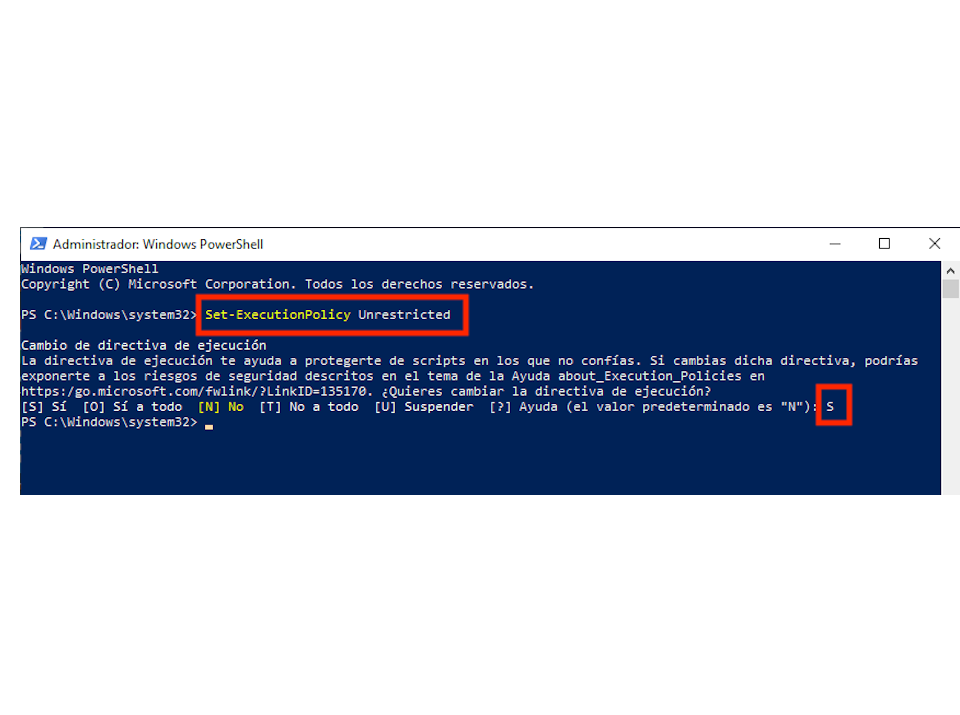 Administrador: Windows PowerShell
Windows PowerShell
Copyright (C) Microsoft Corporation. Todos los derechos reservados.
PS C:\Windows\system32> Set-ExecutionPolicy Unrestricted
Cambio de directiva de ejecución
La directiva de ejecución te ayuda a protegerte de scripts en los que no confías. Si cambias dicha directiva, podrías
exponerte a los riesgos de seguridad descritos en el tema de la Ayuda about_Execution_Policies en
https:/go.microsoft.com/fwlink/?LinkID=135170. ¿Quieres cambiar la directiva de ejecución?
[S] Sí  [O] Sí a todo  [N] No  [T] No a todo  [U] Suspender  [?] Ayuda (el valor predeterminado es "N"): S
PS C:\Windows\system32>